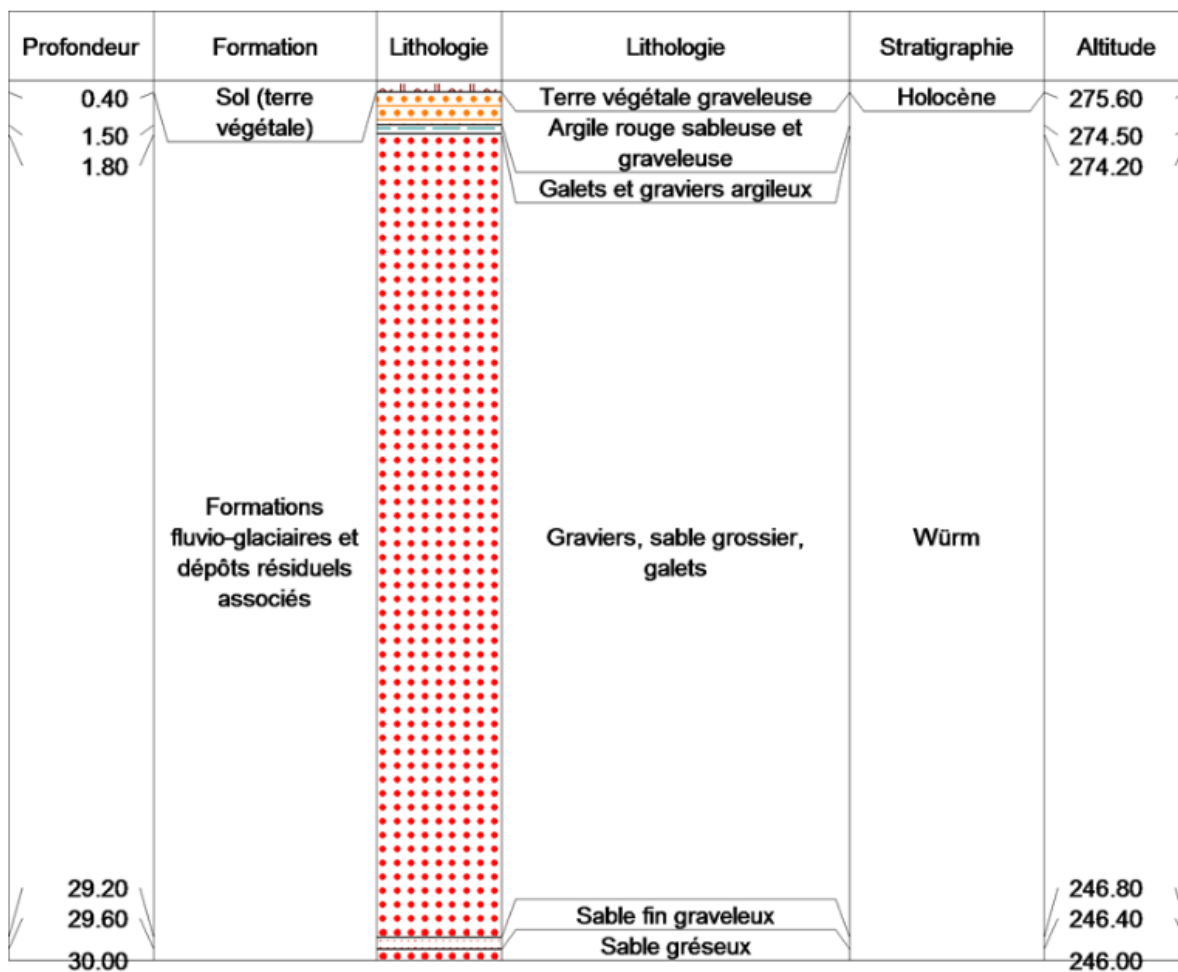 Profondeur Formation Lithologie Lithologie Stratigraphie Altitude
0.40 Sol (terre Terre végétale graveleuse Holocène 275.60
végétale) Argile rouge sableuse et
1.50 274.50
graveleuse
1.80 274.20
Galets et graviers argileux
Formations
fluvio-glaciaires et Graviers, sable grossier, Würm
dépôts résiduels galets
associés
29.20 246.80
29.60 Sable fin graveleux 246.40
Sable gréseux
30.00 246.00